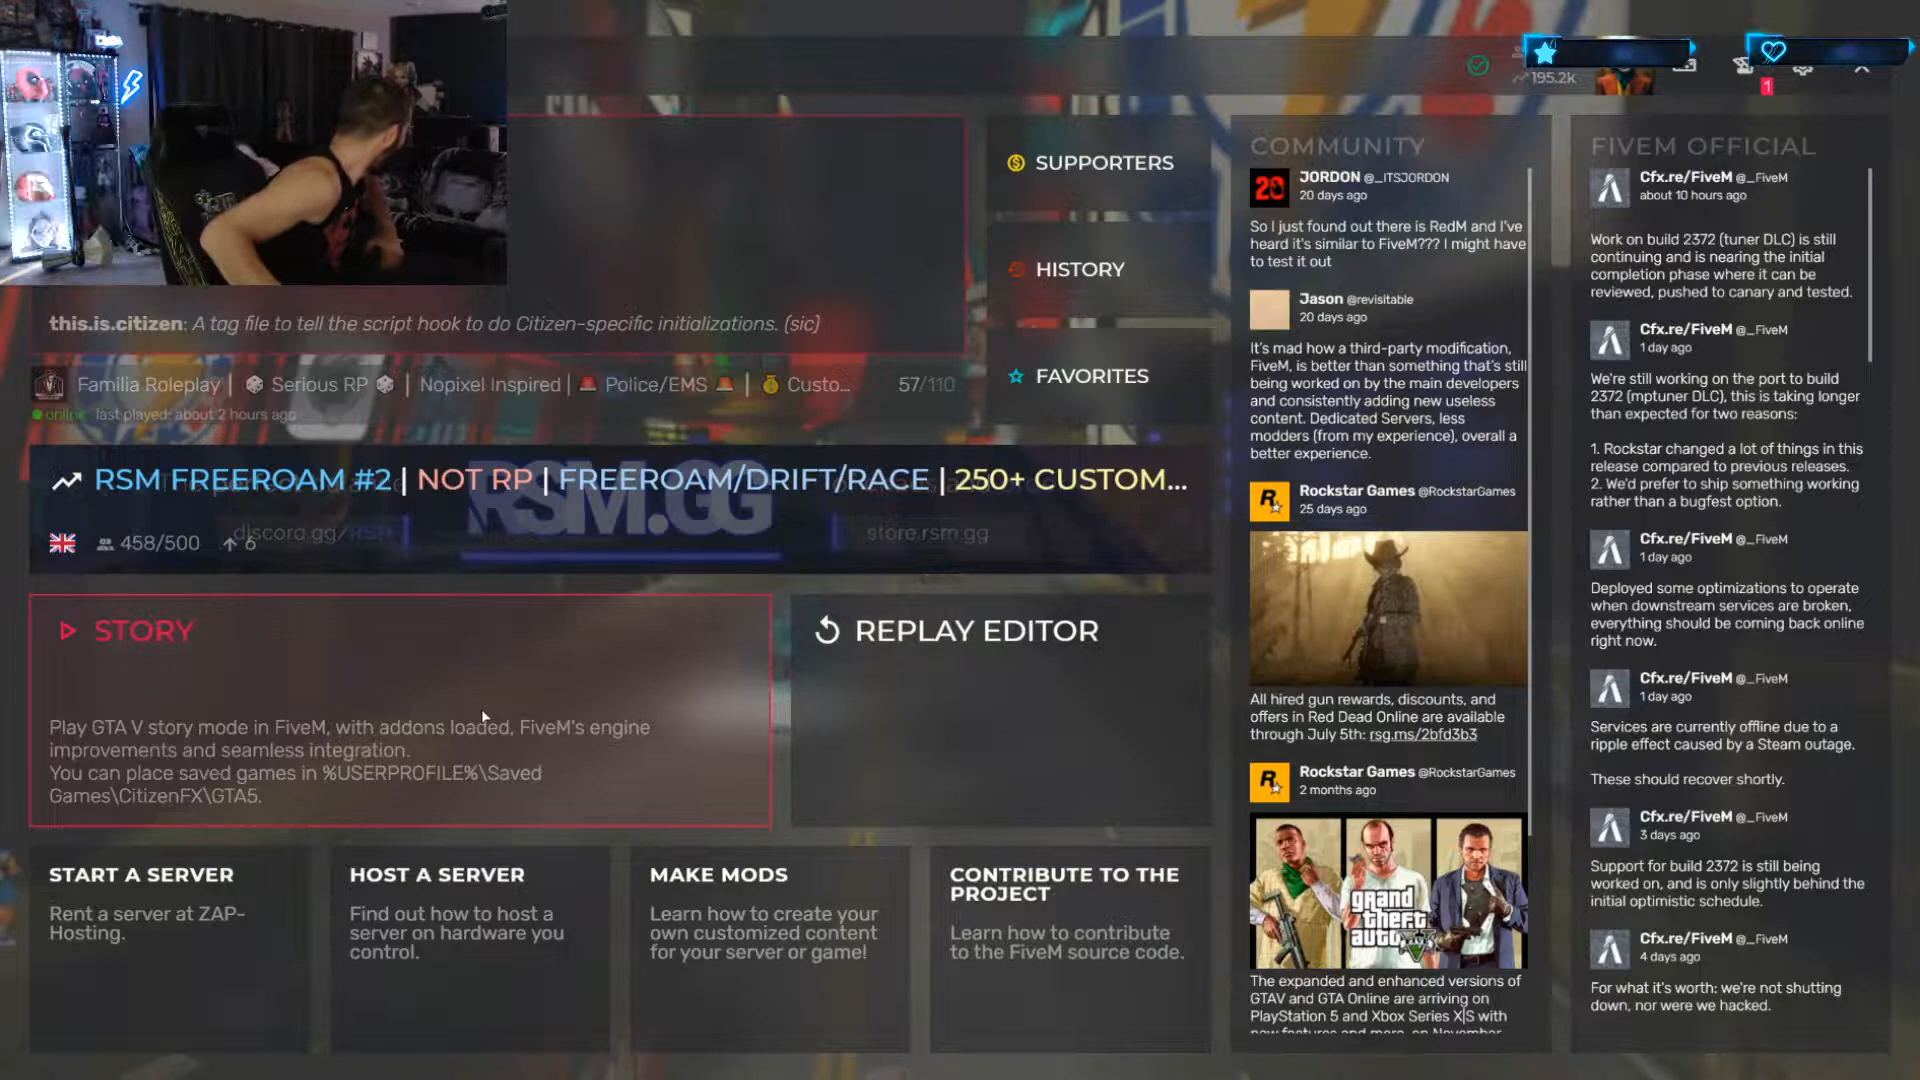 195.2k
1
SUPPORTERS
HISTORY
FAVORITES
this.is.citizen: A tag file to tell the script hook to do Citizen-specific initializations. (sic)
Familia Roleplay | Serious RP | Nopixel Inspired | Police/EMS | Custo... 57/110
online last played: about 2 hours ago
RSM FREEROAM #2 | NOT RP | FREEROAM/DRIFT/RACE | 250+ CUSTOM...
RSM.GG
discord.gg/RSM
store.rsm.gg
458/500 6
STORY
Play GTA V story mode in FiveM, with addons loaded, FiveM's engine
improvements and seamless integration.
You can place saved games in %USERPROFILE%\Saved
Games\CitizenFX\GTA5.
REPLAY EDITOR
START A SERVER
Rent a server at ZAP-
Hosting.
HOST A SERVER
Find out how to host a
server on hardware you
control.
MAKE MODS
Learn how to create your
own customized content
for your server or game!
CONTRIBUTE TO THE
PROJECT
Learn how to contribute
to the FiveM source code.
COMMUNITY
20
JORDON @_ITSJORDON
20 days ago
So I just found out there is RedM and I've
heard it's similar to FiveM??? I might have
to test it out
Jason @revisitable
20 days ago
It's mad how a third-party modification,
FiveM, is better than something that's still
being worked on by the main developers
and consistently adding new useless
content. Dedicated Servers, less
modders (from my experience), overall a
better experience.
Rockstar Games @RockstarGames
25 days ago
All hired gun rewards, discounts, and
offers in Red Dead Online are available
through July 5th: rsg.ms/2bfd3b3
Rockstar Games @RockstarGames
2 months ago
grand
theft
auto
V
The expanded and enhanced versions of
GTAV and GTA Online are arriving on
PlayStation 5 and Xbox Series X|S with
new features and more, on November
FIVEM OFFICIAL
Cfx.re/FiveM @_FiveM
about 10 hours ago
Work on build 2372 (tuner DLC) is still
continuing and is nearing the initial
completion phase where it can be
reviewed, pushed to canary and tested.
Cfx.re/FiveM @_FiveM
1 day ago
We're still working on the port to build
2372 (mptuner DLC), this is taking longer
than expected for two reasons:
1. Rockstar changed a lot of things in this
release compared to previous releases.
2. We'd prefer to ship something working
rather than a bugfest option.
Cfx.re/FiveM @_FiveM
1 day ago
Deployed some optimizations to operate
when downstream services are broken,
everything should be coming back online
right now.
Cfx.re/FiveM @_FiveM
1 day ago
Services are currently offline due to a
ripple effect caused by a Steam outage.
These should recover shortly.
Cfx.re/FiveM @_FiveM
3 days ago
Support for build 2372 is still being
worked on, and is only slightly behind the
initial optimistic schedule.
Cfx.re/FiveM @_FiveM
4 days ago
For what it's worth: we're not shutting
down, nor were we hacked.